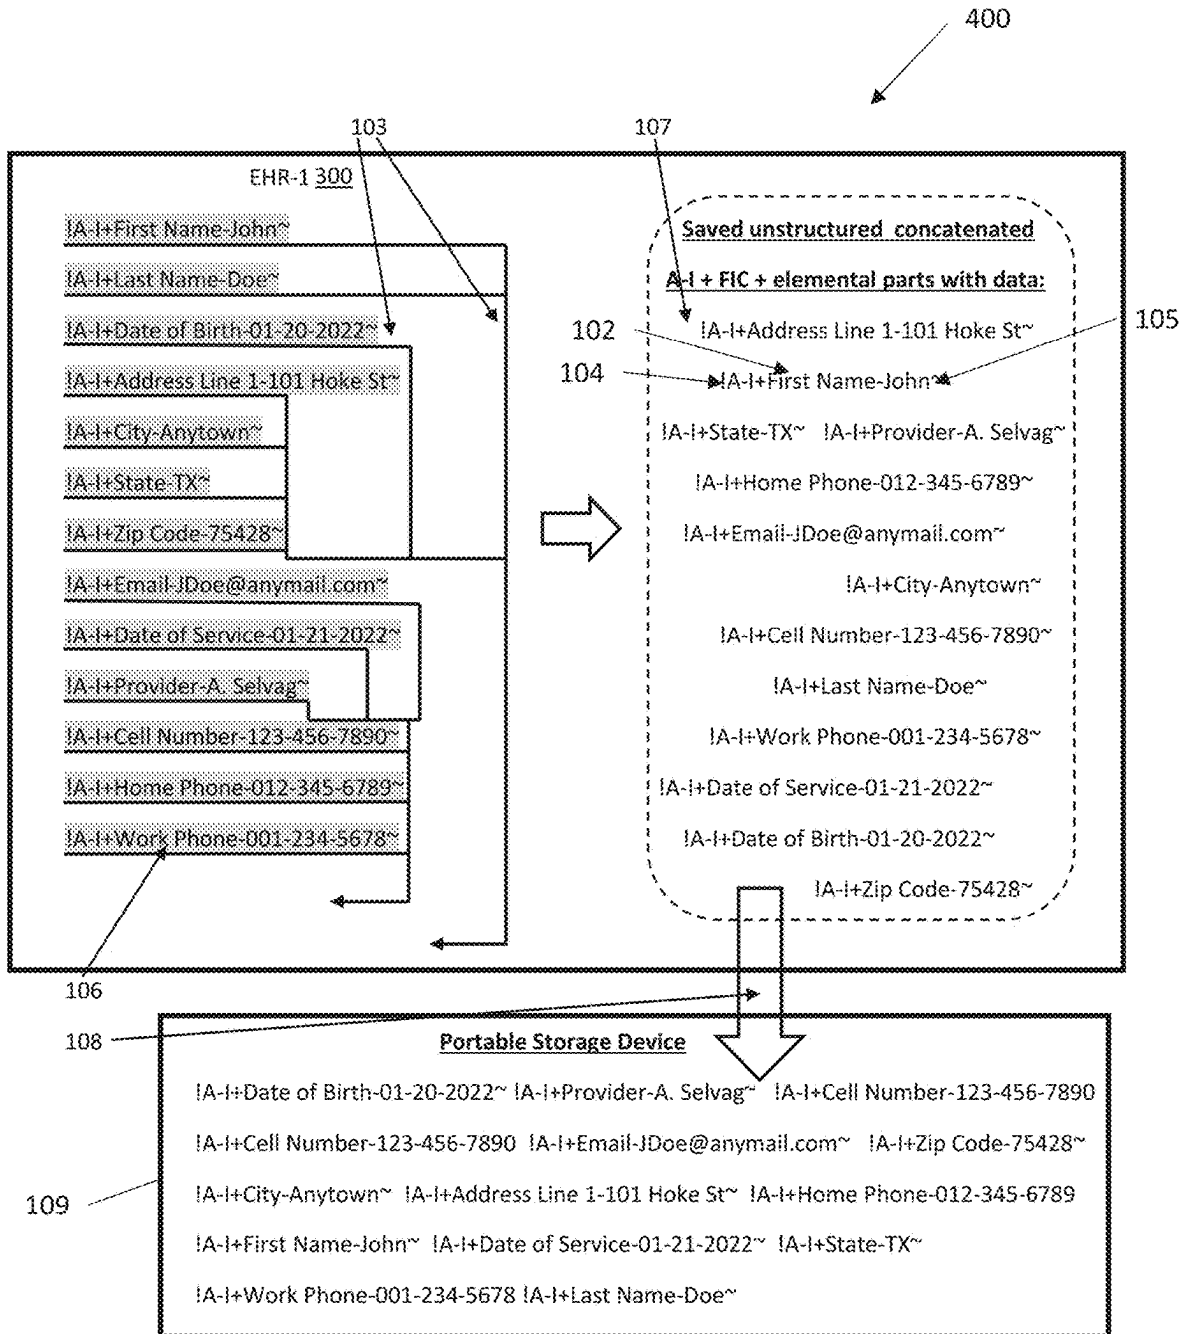 400
103
107
EHR-1 300
!A-I+First Name-John~
!A-I+Last Name-Doe~
!A-I+Date of Birth-01-20-2022~
!A-I+Address Line 1-101 Hoke St~
!A-I+City-Anytown~
!A-I+State-TX~
!A-I+Zip Code-75428~
!A-I+Email-JDoe@anymail.com~
!A-I+Date of Service-01-21-2022~
!A-I+Provider-A. Selvag~
!A-I+Cell Number-123-456-7890~
!A-I+Home Phone-012-345-6789~
!A-I+Work Phone-001-234-5678~
Saved unstructured concatenated
A-I + FIC + elemental parts with data:
!A-I+Address Line 1-101 Hoke St~
102
105
104
!A-I+First Name-John~
!A-I+State-TX~ !A-I+Provider-A. Selvag~
!A-I+Home Phone-012-345-6789~
!A-I+Email-JDoe@anymail.com~
!A-I+City-Anytown~
!A-I+Cell Number-123-456-7890~
!A-I+Last Name-Doe~
!A-I+Work Phone-001-234-5678~
!A-I+Date of Service-01-21-2022~
!A-I+Date of Birth-01-20-2022~
!A-I+Zip Code-75428~
106
108
Portable Storage Device
!A-I+Date of Birth-01-20-2022~ !A-I+Provider-A. Selvag~ !A-I+Cell Number-123-456-7890
!A-I+Cell Number-123-456-7890 !A-I+Email-JDoe@anymail.com~ !A-I+Zip Code-75428~
109
!A-I+City-Anytown~ !A-I+Address Line 1-101 Hoke St~ !A-I+Home Phone-012-345-6789
!A-I+First Name-John~ !A-I+Date of Service-01-21-2022~ !A-I+State-TX~
!A-I+Work Phone-001-234-5678 !A-I+Last Name-Doe~